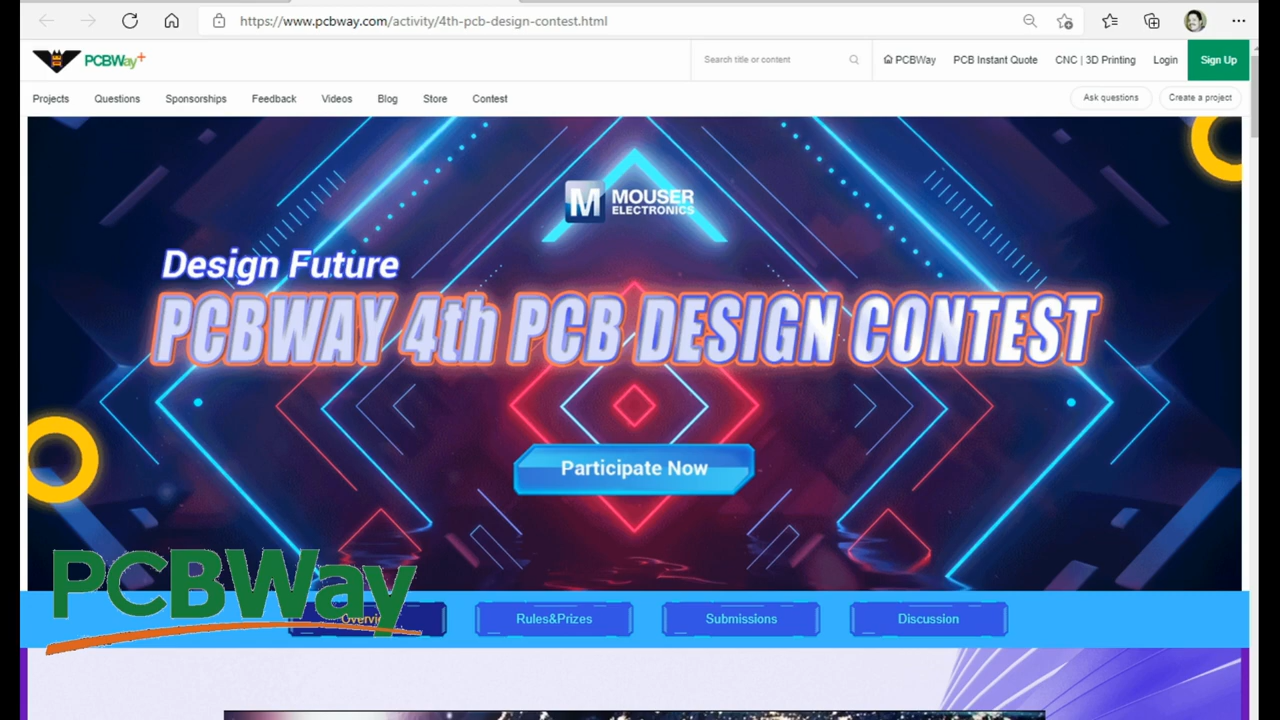 https://www.pcbway.com/activity/4th-pcb-design-contest.html
PCBWay+
Search title or content
PCBWay
PCB Instant Quote
CNC | 3D Printing
Login
Sign Up
Projects
Questions
Sponsorships
Feedback
Videos
Blog
Store
Contest
Ask questions
Create a project
M MOUSER
ELECTRONICS
Design Future
PCBWAY 4th PCB DESIGN CONTEST
Participate Now
PCBWay
Rules&Prizes
Submissions
Discussion